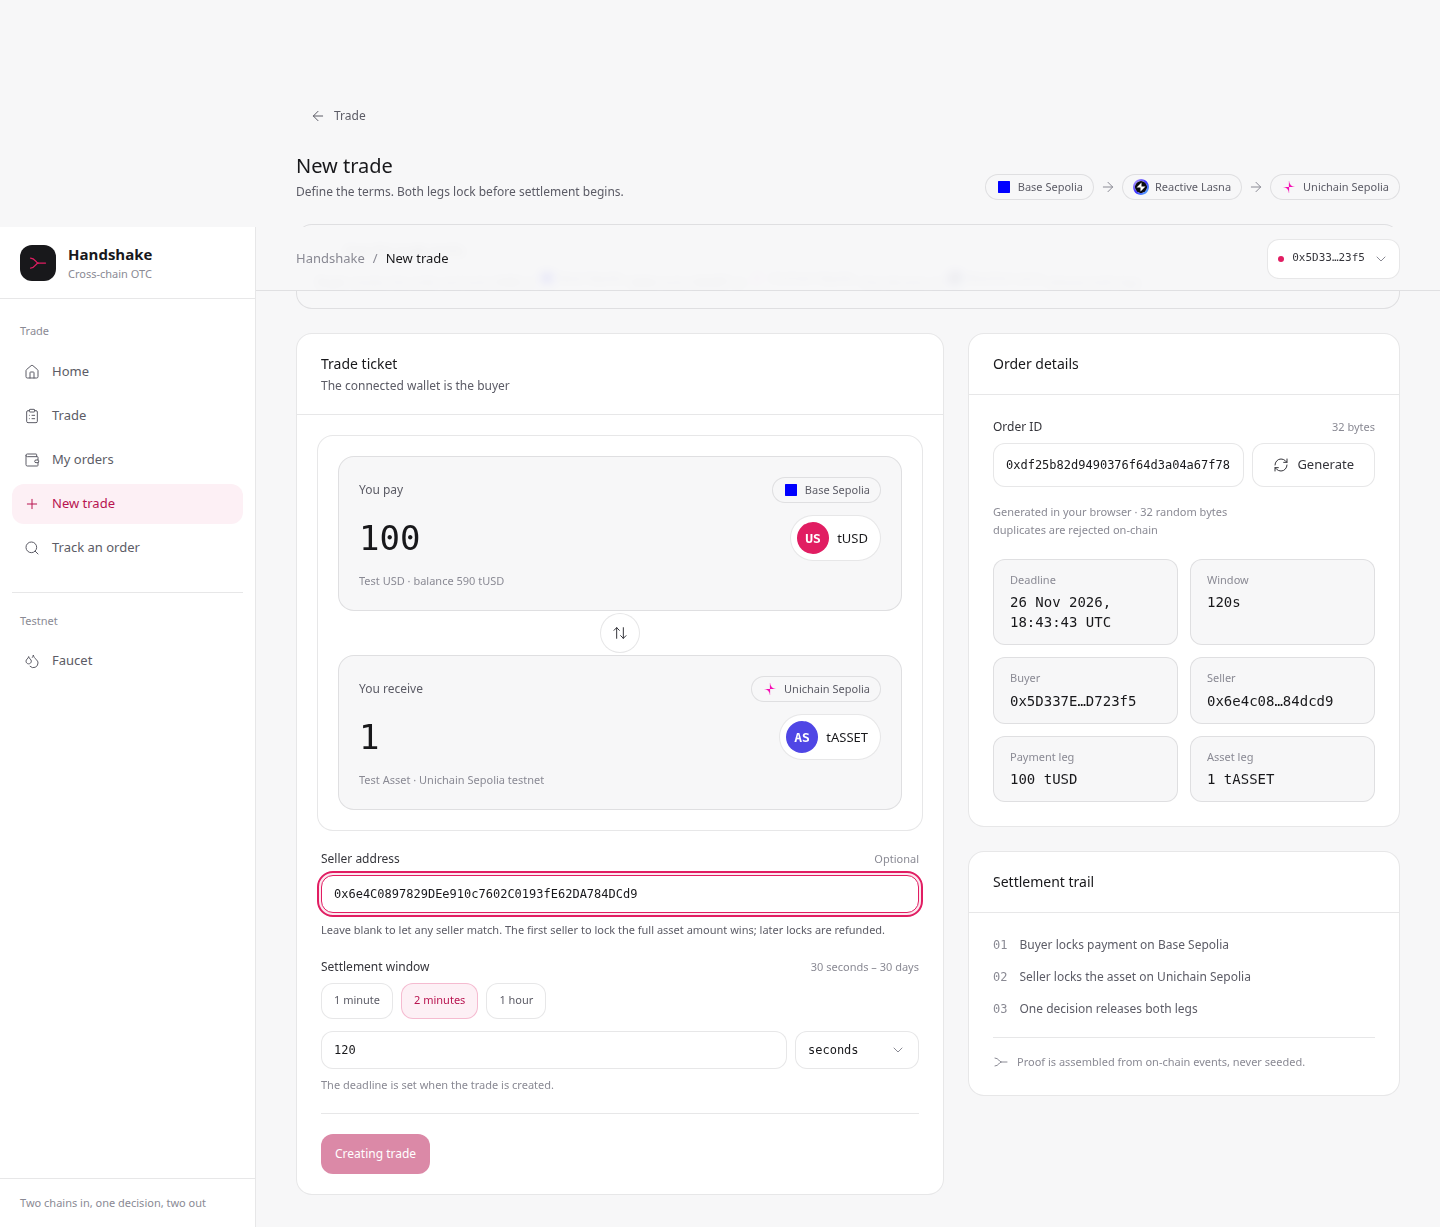 Trade
New trade
Define the terms. Both legs lock before settlement begins.
Base Sepolia
Reactive Lasna
Unichain Sepolia
Handshake
Cross-chain OTC
Handshake / New trade
0x5D33…23f5
Trade
Home
Trade
My orders
New trade
Track an order
Testnet
Faucet
Two chains in, one decision, two out
Trade ticket
The connected wallet is the buyer
You pay
Base Sepolia
100
US tUSD
Test USD · balance 590 tUSD
You receive
Unichain Sepolia
1
AS tASSET
Test Asset · Unichain Sepolia testnet
Seller address
Optional
0x6e4C0897829DEe910c7602C0193fE62DA784DCd9
Leave blank to let any seller match. The first seller to lock the full asset amount wins; later locks are refunded.
Settlement window
30 seconds – 30 days
1 minute
2 minutes
1 hour
120
seconds
The deadline is set when the trade is created.
Creating trade
Order details
Order ID
32 bytes
0xdf25b82d9490376f64d3a04a67f78
Generate
Generated in your browser · 32 random bytes
duplicates are rejected on-chain
Deadline
26 Nov 2026,
18:43:43 UTC
Window
120s
Buyer
0x5D337E…D723f5
Seller
0x6e4c08…84dcd9
Payment leg
100 tUSD
Asset leg
1 tASSET
Settlement trail
01 Buyer locks payment on Base Sepolia
02 Seller locks the asset on Unichain Sepolia
03 One decision releases both legs
Proof is assembled from on-chain events, never seeded.